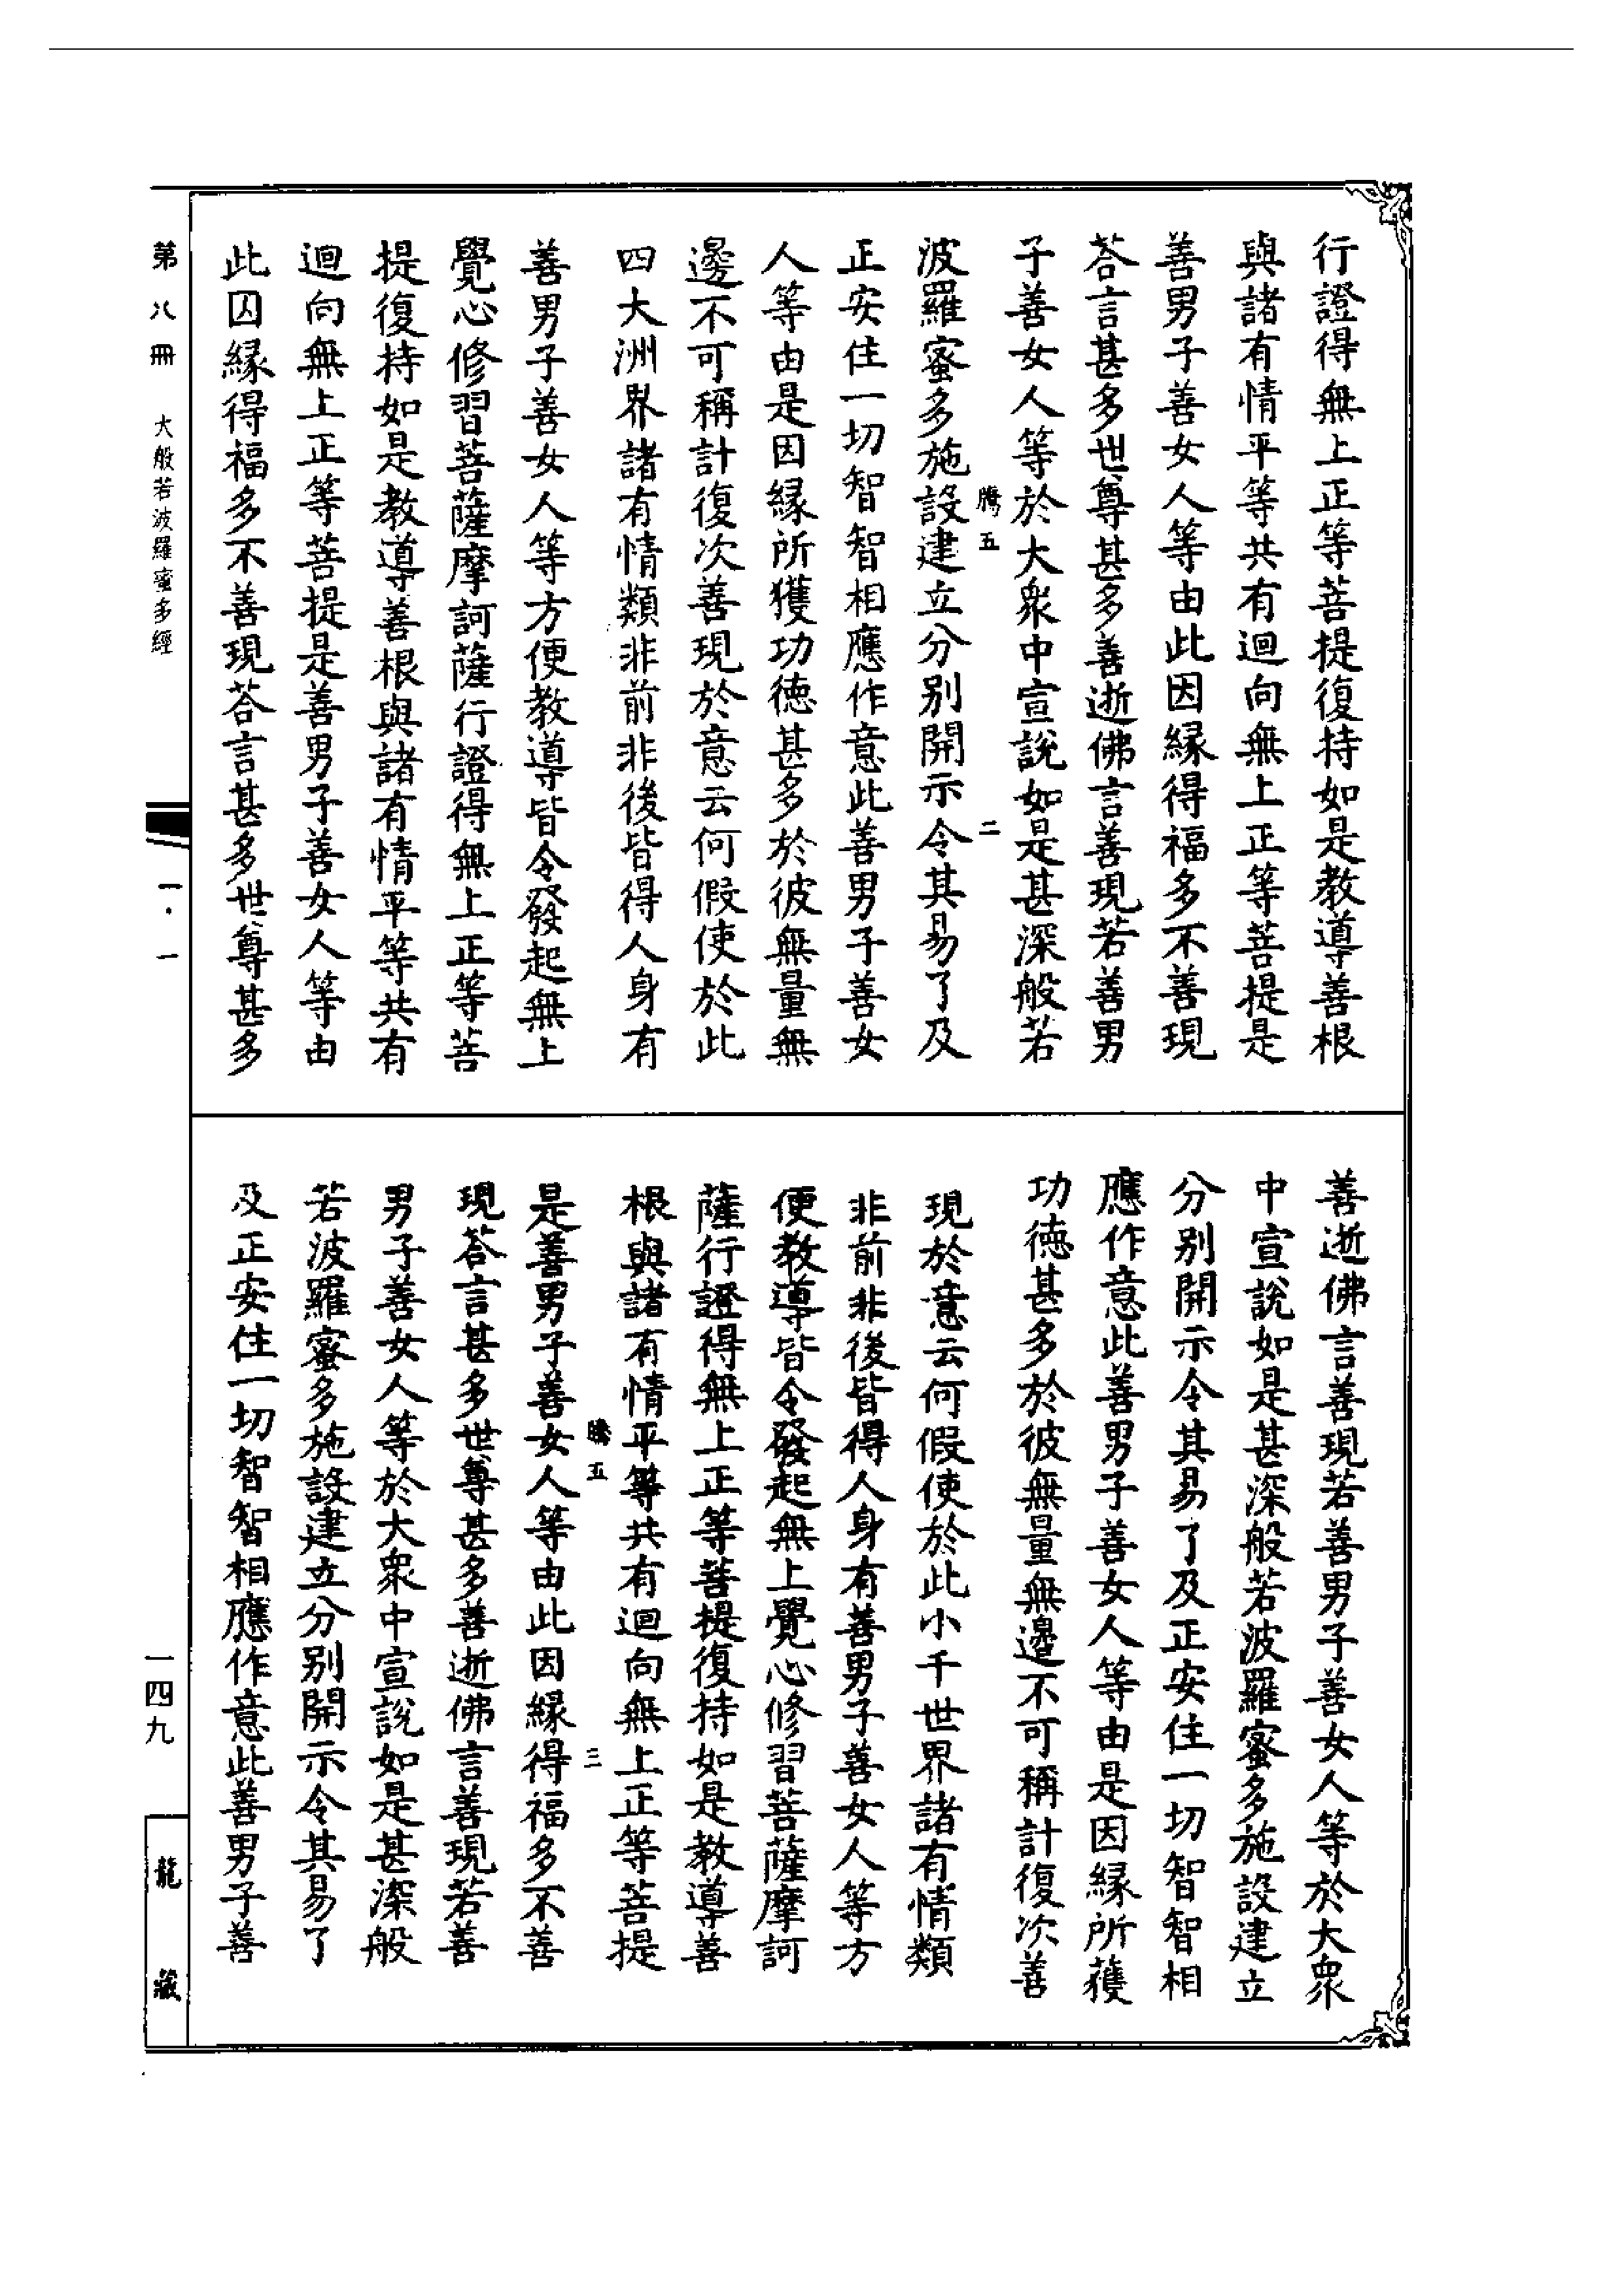 行證得無上正等菩提復持如是教導善根
與諸有情平等共有迴向無上正等菩提是
善男子善女人等由此因緣得福多不善現
荅言甚多世尊甚多善逝佛言善現若善男
子善女人等於大衆中宣說如是甚深般若
騰五 二
波羅蜜多施設建立分別開示令其易了及
正安住一切智智相應作意此善男子善女
人等由是因緣所獲功德甚多於彼無量無
邊不可稱計復次善現於意云何假使於此
四大洲界諸有情類非前非後皆得人身有
善男子善女人等方便教導皆令發起無上
覺心修習菩薩摩訶薩行證得無上正等菩
提復持如是教導善根與諸有情平等共有
迴向無上正等菩提是善男子善女人等由
此因緣得福多不善現荅言甚多世尊甚多
善逝佛言善現若善男子善女人等於大衆
中宣說如是甚深般若波羅蜜多施設建立
分別開示令其易了及正安住一切智智相
應作意此善男子善女人等由是因緣所獲
功德甚多於彼無量無邊不可稱計復次善
現於意云何假使於此小千世界諸有情類
非前非後皆得人身有善男子善女人等方
便教導皆令發起無上覺心修習菩薩摩訶
薩行證得無上正等菩提復持如是教導善
根與諸有情平等共有迴向無上正等菩提
騰五 三
是善男子善女人等由此因緣得福多不善
現荅言甚多世尊甚多善逝佛言善現若善
男子善女人等於大衆中宣說如是甚深般
若波羅蜜多施設建立分別開示令其易了
及正安住一切智智相應作意此善男子善
第八冊 大般若波羅蜜多經 一·一
一四九
龍藏